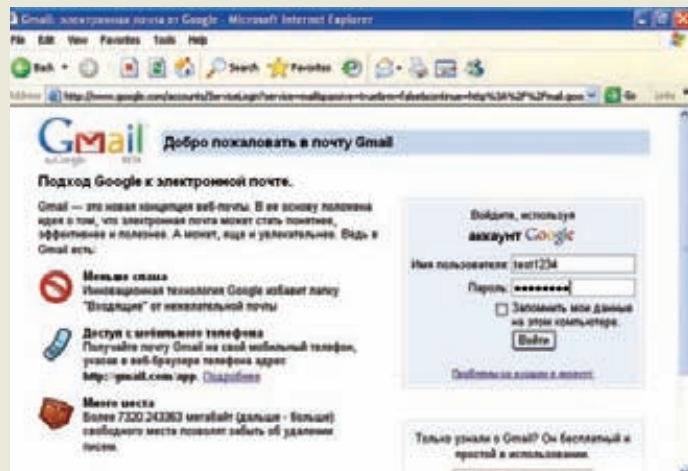 Gmail: электронная почта от Google - Microsoft Internet Explorer
File Edit View Favorites Tools Help
Back Search Favorites
Address Go Links
Gmail
by Google BETA
Добро пожаловать в почту Gmail
Подход Google к электронной почте.
Gmail — это новая концепция веб-почты. В ее основу положена
идея о том, что электронная почта может стать понятнее,
эффективнее и полезнее. А может, еще и увлекательнее. Ведь в
Gmail есть:
Меньше спама
Инновационная технология Google избавит папку
"Входящие" от нежелательной почты
Доступ с мобильного телефона
Получайте почту Gmail на свой мобильный телефон,
указав в веб-браузере телефона адрес
http://gmail.com/app. Подробнее
Много места
Более 7320.243363 мегабайт (дальше - больше)
свободного места позволят забыть об удалении
писем.
Войдите, используя
аккаунт Google
Имя пользователя: test1234
Пароль: ●●●●●●●●●
Запомнить мои данные
на этом компьютере.
Войти
Только узнали о Gmail? Он бесплатный и
простой в использовании.